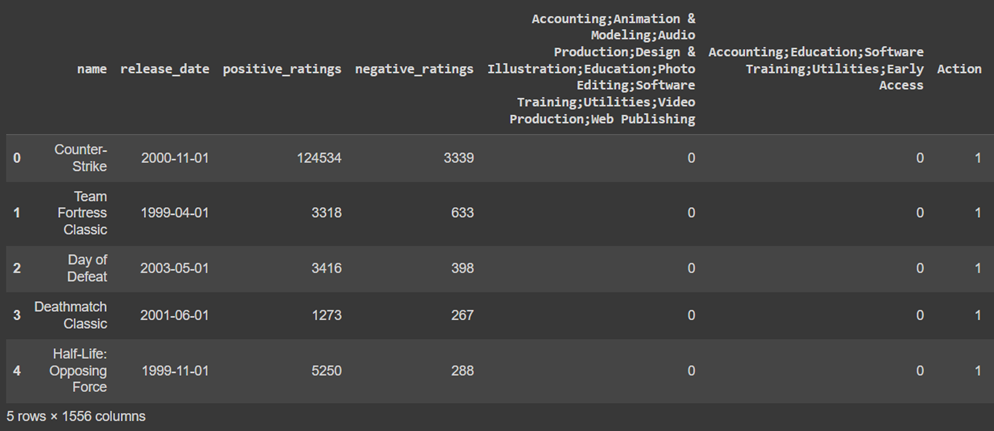 Accounting;Animation &
Modeling;Audio
Production;Design &
Illustration;Education;Photo
Editing;Software
Training;Utilities;Video
Production;Web Publishing
Accounting;Education;Software
Training;Utilities;Early
Access
name release_date positive_ratings negative_ratings Action
0 Counter-
Strike 2000-11-01 124534 3339 0 0 1
1 Team
Fortress
Classic 1999-04-01 3318 633 0 0 1
2 Day of
Defeat 2003-05-01 3416 398 0 0 1
3 Deathmatch
Classic 2001-06-01 1273 267 0 0 1
4 Half-Life:
Opposing
Force 1999-11-01 5250 288 0 0 1
5 rows × 1556 columns